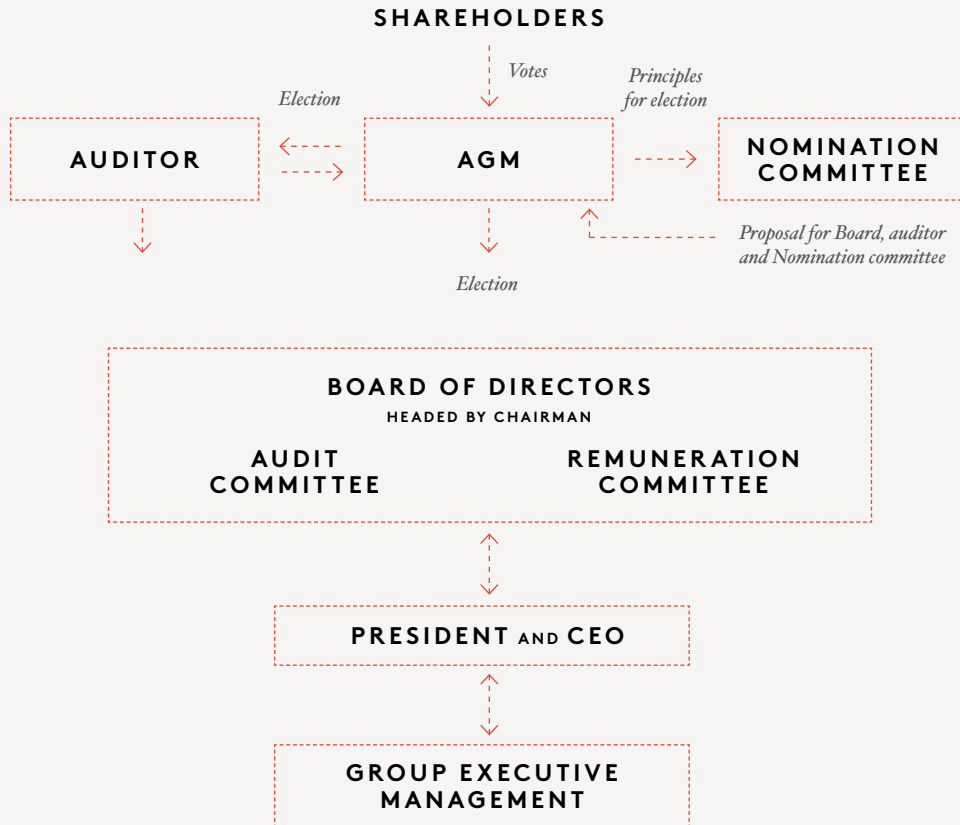 SHAREHOLDERS
Votes
Principles
for election
Election
AUDITOR
AGM
NOMINATION
COMMITTEE
Proposal for Board, auditor
and Nomination committee
Election
BOARD OF DIRECTORS
HEADED BY CHAIRMAN
AUDIT
COMMITTEE
REMUNERATION
COMMITTEE
PRESIDENT AND CEO
GROUP EXECUTIVE
MANAGEMENT